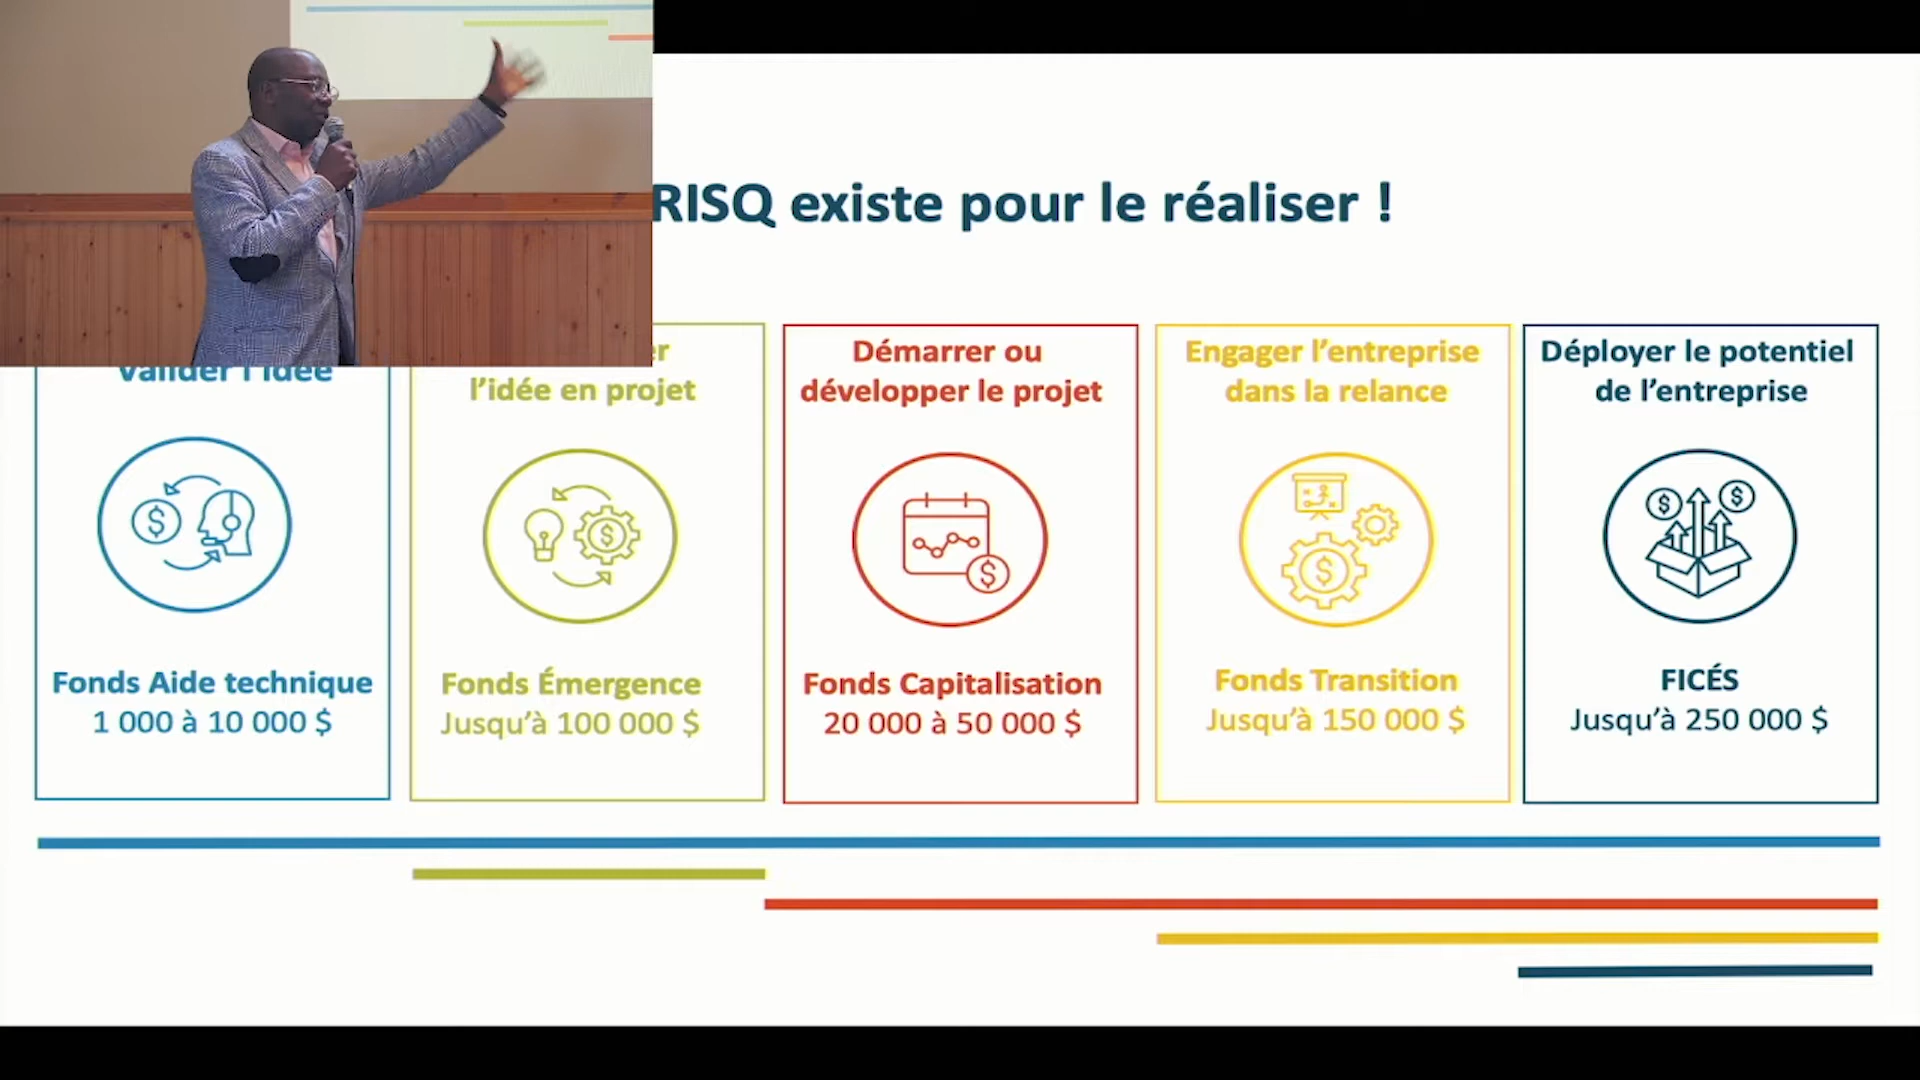 RISQ existe pour le réaliser !
Valider l'idée
l'idée en projet
Démarrer ou
développer le projet
Engager l'entreprise
dans la relance
Déployer le potentiel
de l'entreprise
Fonds Aide technique
1 000 à 10 000 $
Fonds Émergence
Jusqu'à 100 000 $
Fonds Capitalisation
20 000 à 50 000 $
Fonds Transition
Jusqu'à 150 000 $
FICÉS
Jusqu'à 250 000 $